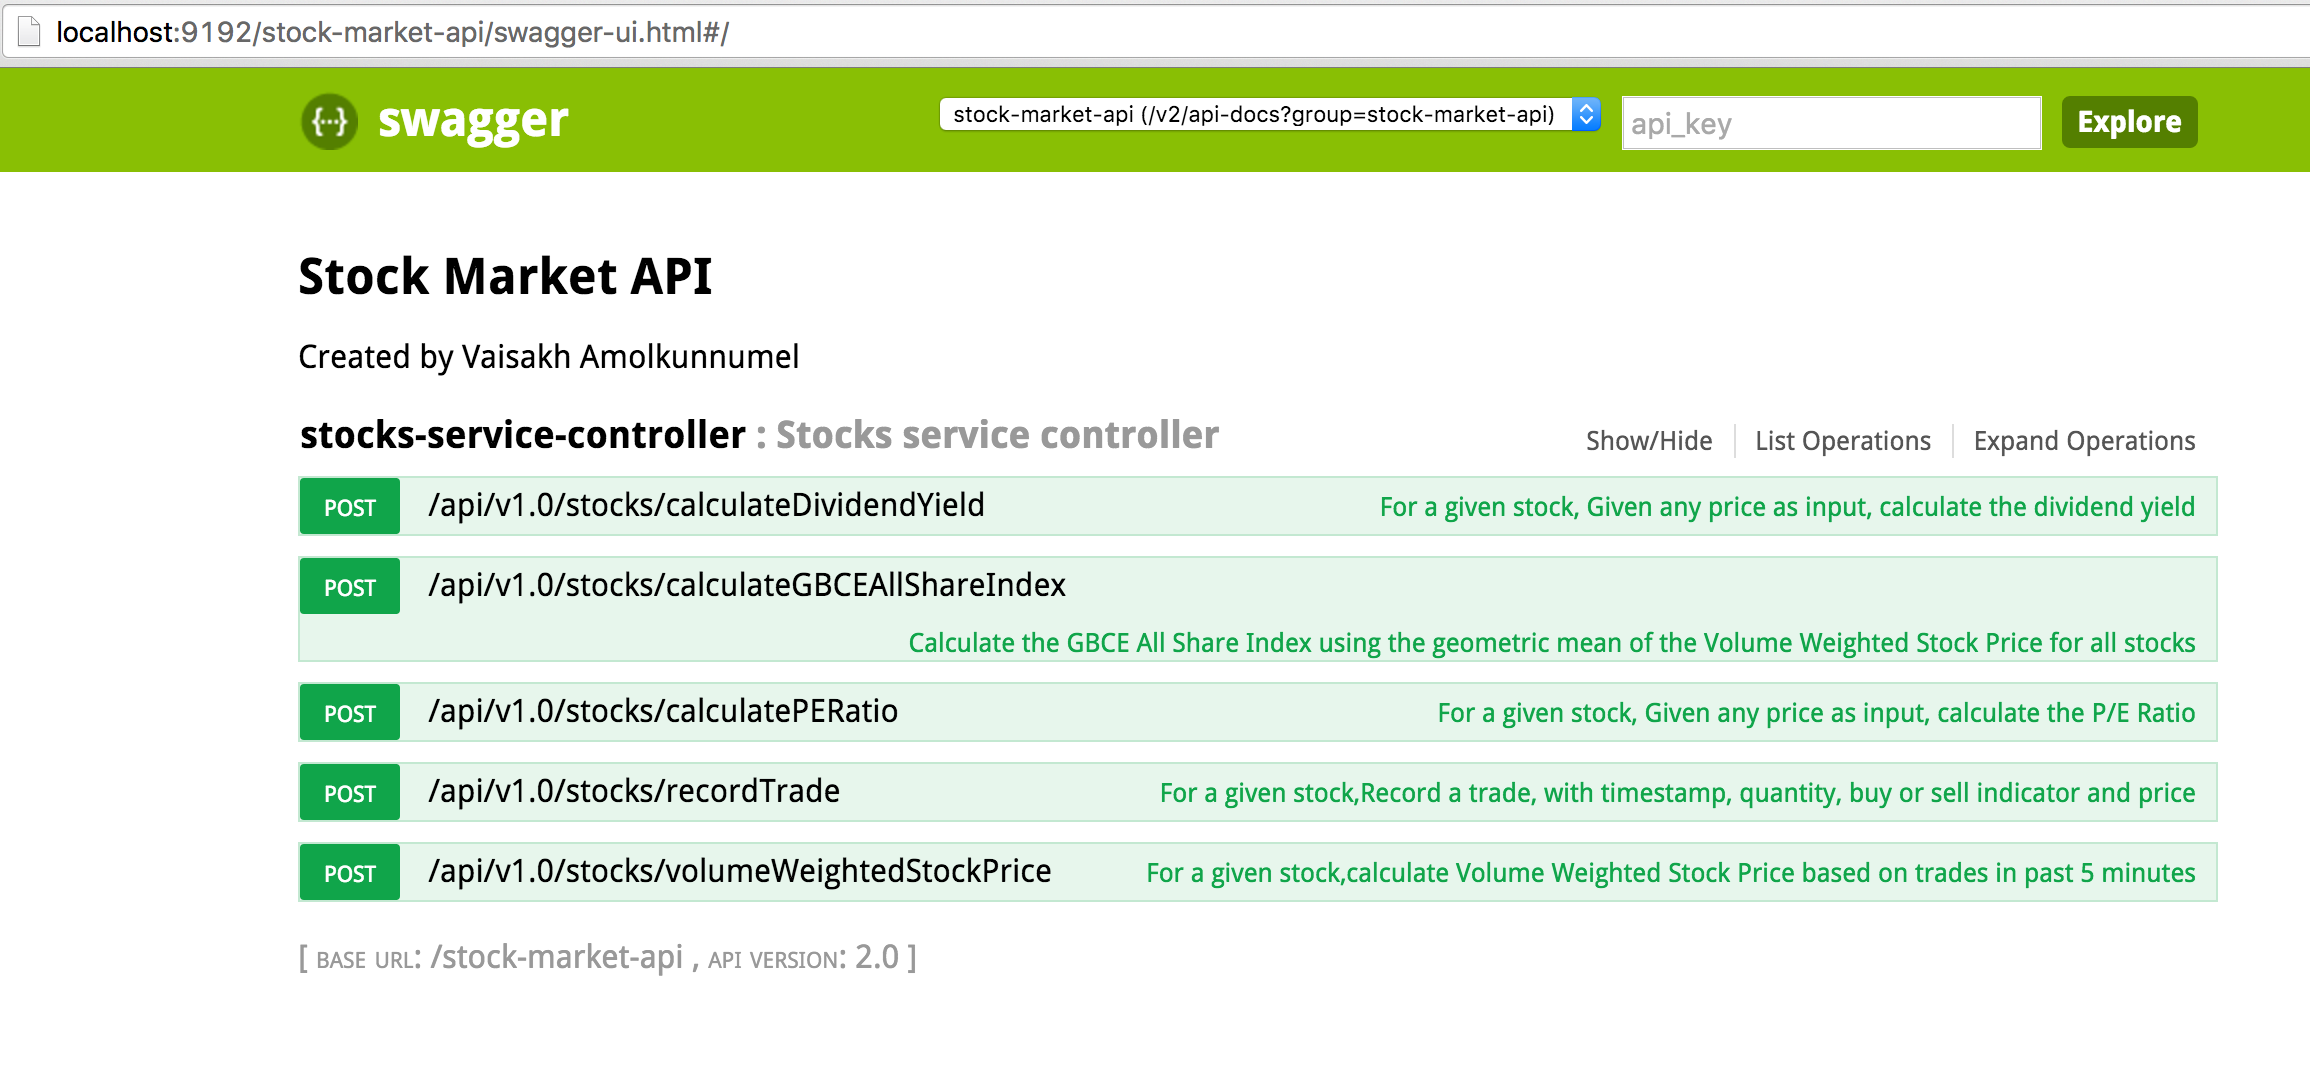 localhost:9192/stock-market-api/swagger-ui.html#/
{···} swagger stock-market-api (/v2/api-docs?group=stock-market-api) api_key Explore
Stock Market API
Created by Vaisakh Amolkunnumel
stocks-service-controller : Stocks service controller Show/Hide List Operations Expand Operations
POST /api/v1.0/stocks/calculateDividendYield For a given stock, Given any price as input, calculate the dividend yield
POST /api/v1.0/stocks/calculateGBCEAllShareIndex
Calculate the GBCE All Share Index using the geometric mean of the Volume Weighted Stock Price for all stocks
POST /api/v1.0/stocks/calculatePERatio For a given stock, Given any price as input, calculate the P/E Ratio
POST /api/v1.0/stocks/recordTrade For a given stock,Record a trade, with timestamp, quantity, buy or sell indicator and price
POST /api/v1.0/stocks/volumeWeightedStockPrice For a given stock,calculate Volume Weighted Stock Price based on trades in past 5 minutes
[ BASE URL: /stock-market-api , API VERSION: 2.0 ]